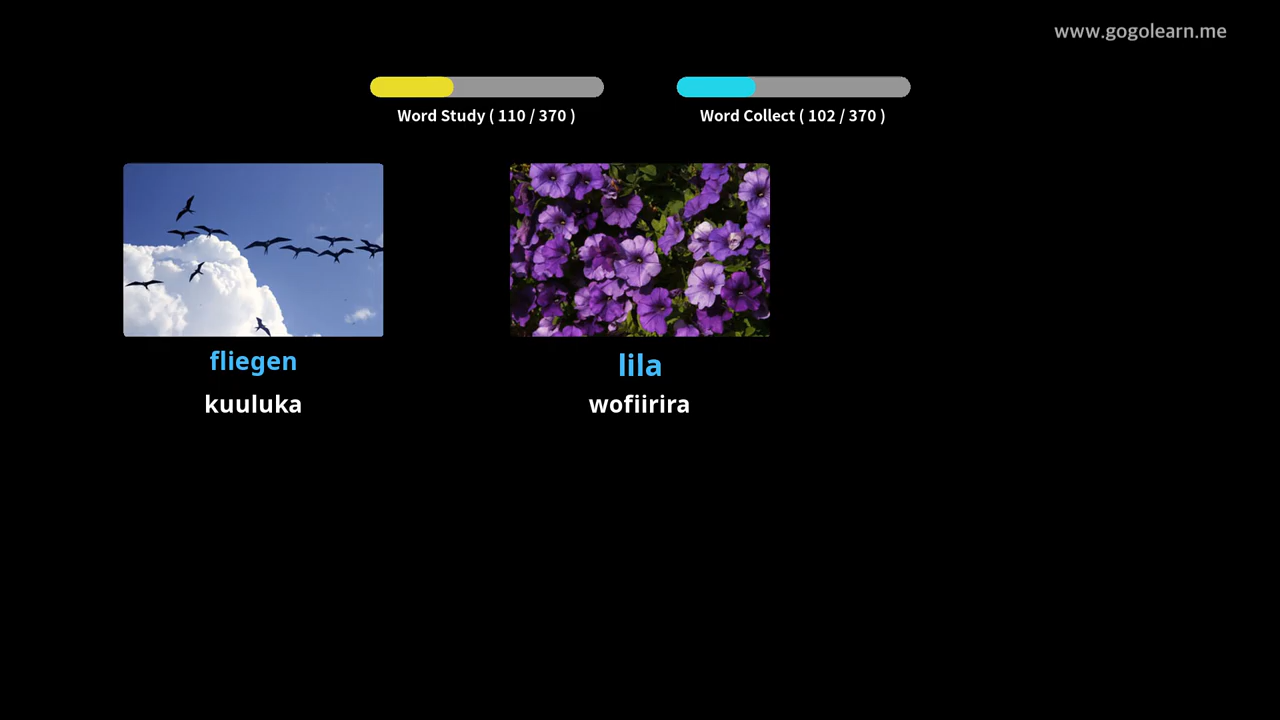 www.gogolearn.me
Word Study ( 110 / 370 )
Word Collect ( 102 / 370 )
fliegen
lila
kuuluka
wofiirira